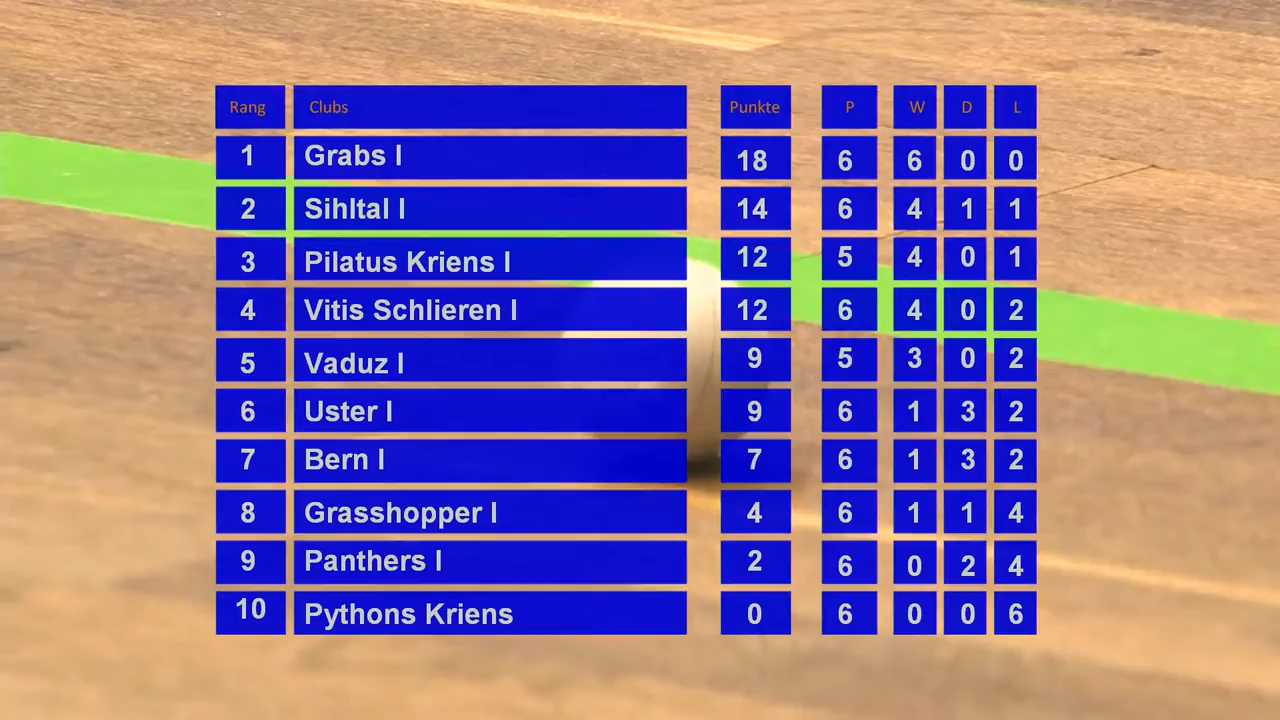 Rang Clubs Punkte P W D L
1 Grabs I 18 6 6 0 0
2 Sihltal I 14 6 4 1 1
3 Pilatus Kriens I 12 5 4 0 1
4 Vitis Schlieren I 12 6 4 0 2
5 Vaduz I 9 5 3 0 2
6 Uster I 9 6 1 3 2
7 Bern I 7 6 1 3 2
8 Grasshopper I 4 6 1 1 4
9 Panthers I 2 6 0 2 4
10 Pythons Kriens 0 6 0 0 6